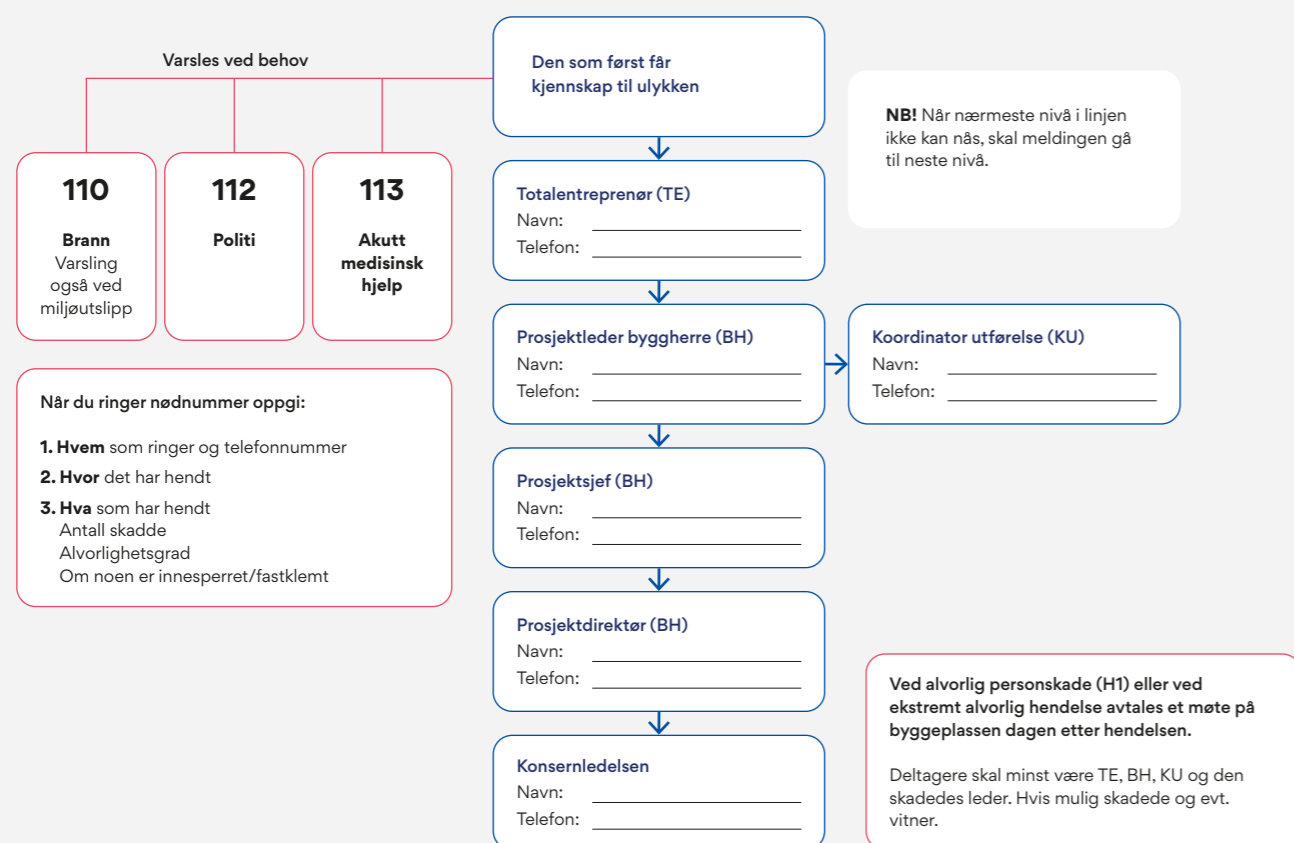 Varsles ved behov
Den som først får
kjennskap til ulykken
NB! Når nærmeste nivå i linjen
ikke kan nås, skal meldingen gå
til neste nivå.
110
Brann
Varsling
også ved
miljøutslipp
112
Politi
113
Akutt
medisinsk
hjelp
Totalentreprenør (TE)
Navn:
Telefon:
Prosjektleder byggherre (BH)
Navn:
Telefon:
Koordinator utførelse (KU)
Navn:
Telefon:
Når du ringer nødnummer oppgi:
1. Hvem som ringer og telefonnummer
2. Hvor det har hendt
3. Hva som har hendt
Antall skadde
Alvorlighetsgrad
Om noen er innesperret/fastklemt
Prosjektsjef (BH)
Navn:
Telefon:
Prosjektdirektør (BH)
Navn:
Telefon:
Konsernledelsen
Navn:
Telefon:
Ved alvorlig personskade (H1) eller ved
ekstremt alvorlig hendelse avtales et møte på
byggeplassen dagen etter hendelsen.
Deltagere skal minst være TE, BH, KU og den
skadedes leder. Hvis mulig skadede og evt.
vitner.